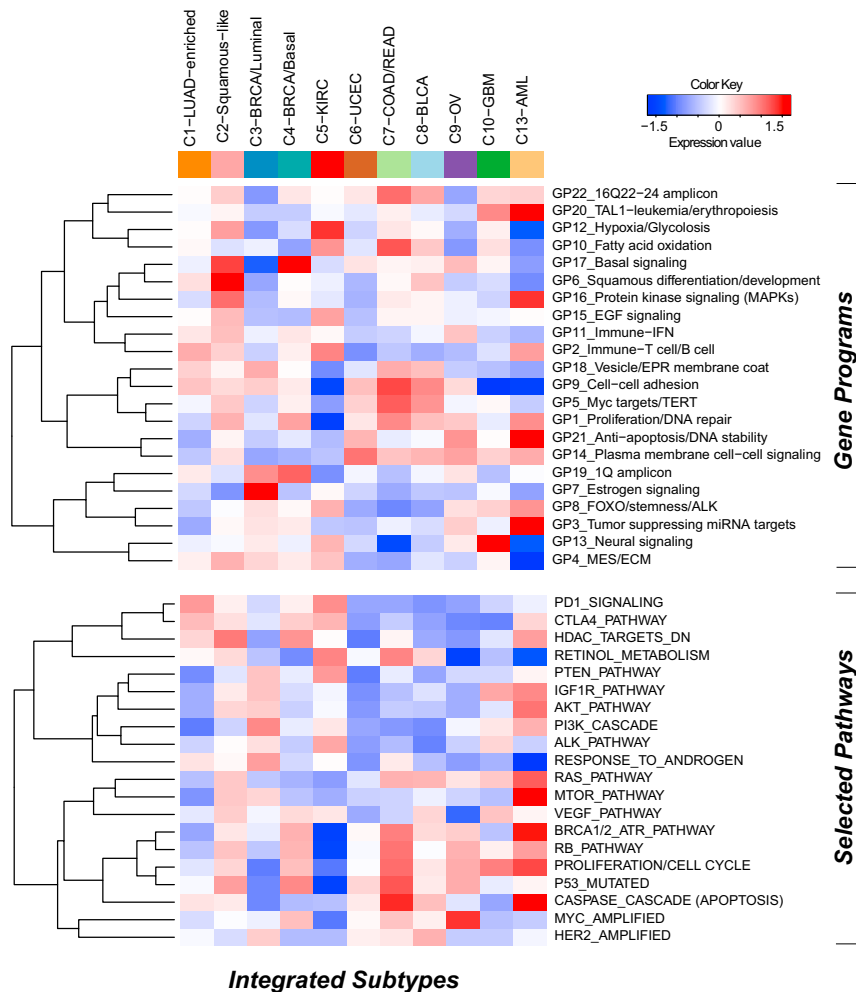 C1-LUAD-enriched
C2-Squamous-like
C3-BRCA/Luminal
C4-BRCA/Basal
C5-KIRC
C6-UCEC
C7-COAD/READ
C8-BLCA
C9-OV
C10-GBM
C13-AML
Color Key
-1.5 0 1.5
Expression value
GP22_16Q22-24 amplicon
GP20_TAL1-leukemia/erythropoiesis
GP12_Hypoxia/Glycolosis
GP10_Fatty acid oxidation
GP17_Basal signaling
GP6_Squamous differentiation/development
GP16_Protein kinase signaling (MAPKs)
GP15_EGF signaling
GP11_Immune-IFN
GP2_Immune-T cell/B cell
GP18_Vesicle/EPR membrane coat
GP9_Cell-cell adhesion
GP5_Myc targets/TERT
GP1_Proliferation/DNA repair
GP21_Anti-apoptosis/DNA stability
GP14_Plasma membrane cell-cell signaling
GP19_1Q amplicon
GP7_Estrogen signaling
GP8_FOXO/stemness/ALK
GP3_Tumor suppressing miRNA targets
GP13_Neural signaling
GP4_MES/ECM
Gene Programs
PD1_SIGNALING
CTLA4_PATHWAY
HDAC_TARGETS_DN
RETINOL_METABOLISM
PTEN_PATHWAY
IGF1R_PATHWAY
AKT_PATHWAY
PI3K_CASCADE
ALK_PATHWAY
RESPONSE_TO_ANDROGEN
RAS_PATHWAY
MTOR_PATHWAY
VEGF_PATHWAY
BRCA1/2_ATR_PATHWAY
RB_PATHWAY
PROLIFERATION/CELL CYCLE
P53_MUTATED
CASPASE_CASCADE (APOPTOSIS)
MYC_AMPLIFIED
HER2_AMPLIFIED
Selected Pathways
Integrated Subtypes